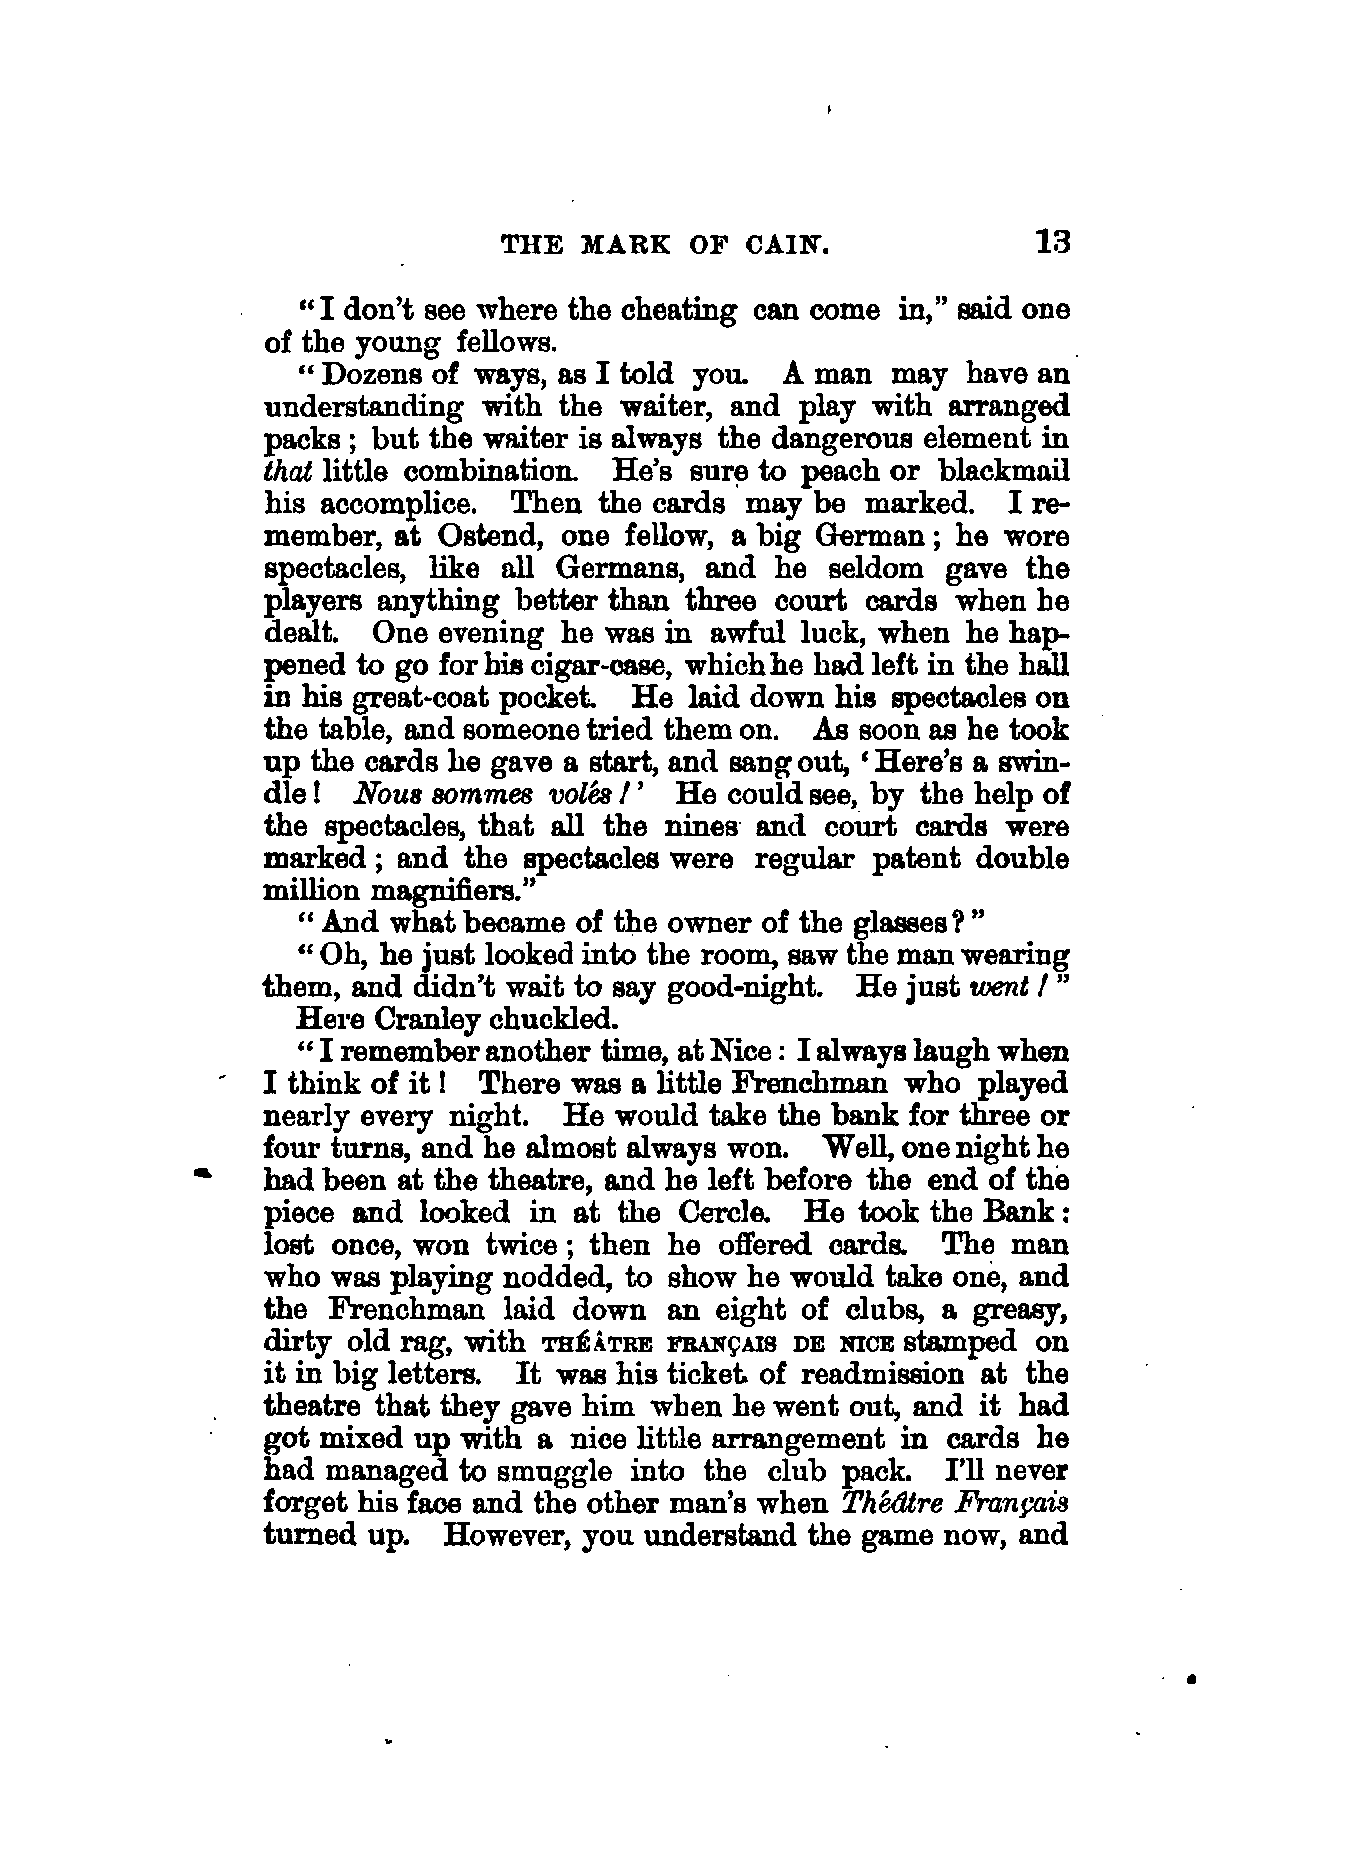 THE MARK OF CAIN. 13
“I don't see where the cheating can come in,” said one
of the young fellows.
“Dozens of ways, as I told you. A man may have an
understanding with the waiter, and play with arranged
packs; but the waiter is always the dangerous element in
that little combination. He's sure to peach or blackmail
his accomplice. Then the cards may be marked. I re-
member, at Ostend, one fellow, a big German; he wore
spectacles, like all Germans, and he seldom gave the
players anything better than three court cards when he
dealt. One evening he was in awful luck, when he hap-
pened to go for his cigar-case, which he had left in the hall
in his great-coat pocket. He laid down his spectacles on
the table, and someone tried them on. As soon as he took
up the cards he gave a start, and sang out, ‘Here's a swin-
dle! Nous sommes volés!’ He could see, by the help of
the spectacles, that all the nines and court cards were
marked; and the spectacles were regular patent double
million magnifiers.”
“And what became of the owner of the glasses?”
“Oh, he just looked into the room, saw the man wearing
them, and didn't wait to say good-night. He just went!”
Here Cranley chuckled.
“I remember another time, at Nice: I always laugh when
I think of it! There was a little Frenchman who played
nearly every night. He would take the bank for three or
four turns, and he almost always won. Well, one night he
had been at the theatre, and he left before the end of the
piece and looked in at the Cercle. He took the Bank:
lost once, won twice; then he offered cards. The man
who was playing nodded, to show he would take one, and
the Frenchman laid down an eight of clubs, a greasy,
dirty old rag, with THÉÂTRE FRANÇAIS DE NICE stamped on
it in big letters. It was his ticket of readmission at the
theatre that they gave him when he went out, and it had
got mixed up with a nice little arrangement in cards he
had managed to smuggle into the club pack. I'll never
forget his face and the other man's when Théâtre Français
turned up. However, you understand the game now, and